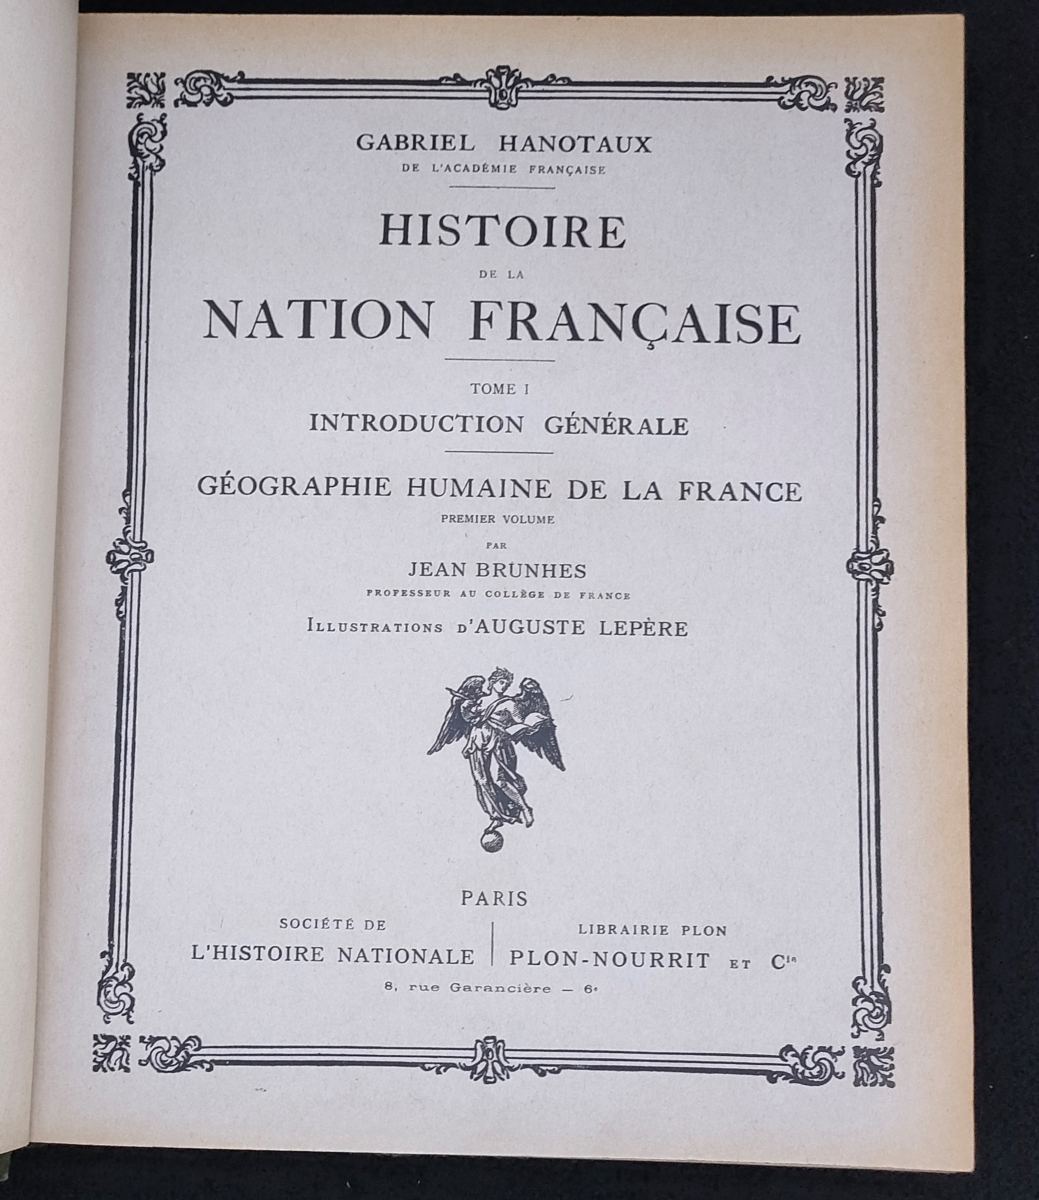 GABRIEL HANOTAUX
DE L'ACADÉMIE FRANÇAISE
HISTOIRE
DE LA
NATION FRANÇAISE
TOME I
INTRODUCTION GÉNÉRALE
GÉOGRAPHIE HUMAINE DE LA FRANCE
PREMIER VOLUME
PAR
JEAN BRUNHES
PROFESSEUR AU COLLÈGE DE FRANCE
ILLUSTRATIONS D'AUGUSTE LEPÈRE
PARIS
SOCIÉTÉ DE
L'HISTOIRE NATIONALE
LIBRAIRIE PLON
PLON-NOURRIT ET Cie
8, rue Garancière — 6e